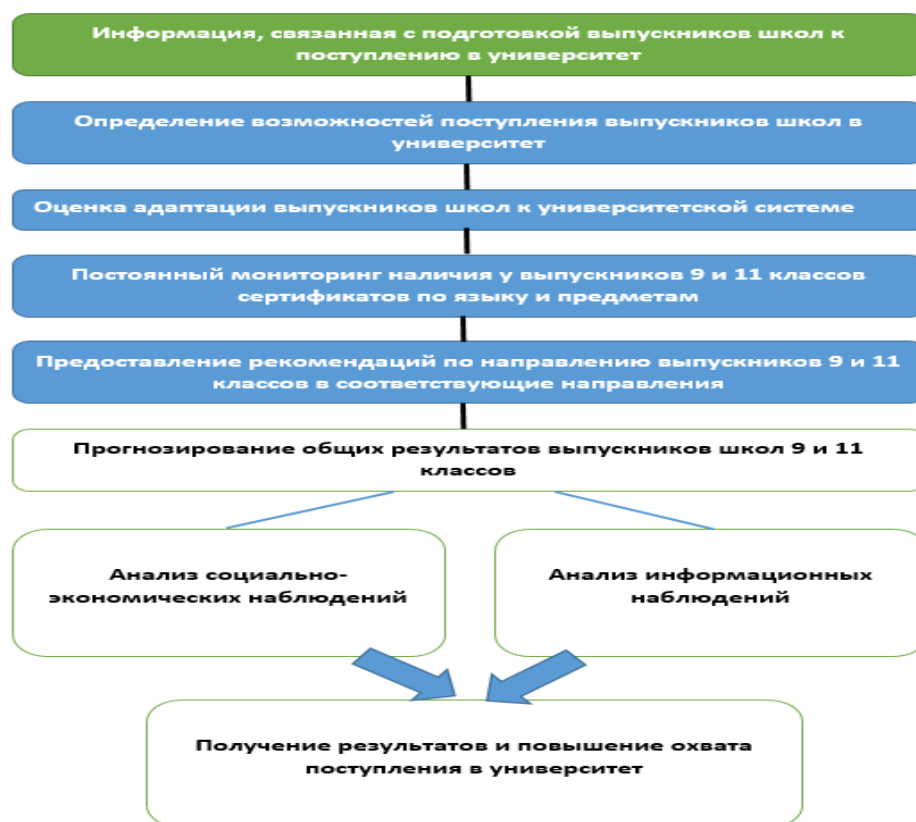 Информация, связанная с подготовкой выпускников школ к
поступлению в университет
Определение возможностей поступления выпускников школ в
университет
Оценка адаптации выпускников школ к университетской системе
Постоянный мониторинг наличия у выпускников 9 и 11 классов
сертификатов по языку и предметам
Предоставление рекомендаций по направлению выпускников 9 и 11
классов в соответствующие направления
Прогнозирование общих результатов выпускников школ 9 и 11
классов
Анализ социально-
экономических наблюдений
Анализ информационных
наблюдений
Получение результатов и повышение охвата
поступления в университет